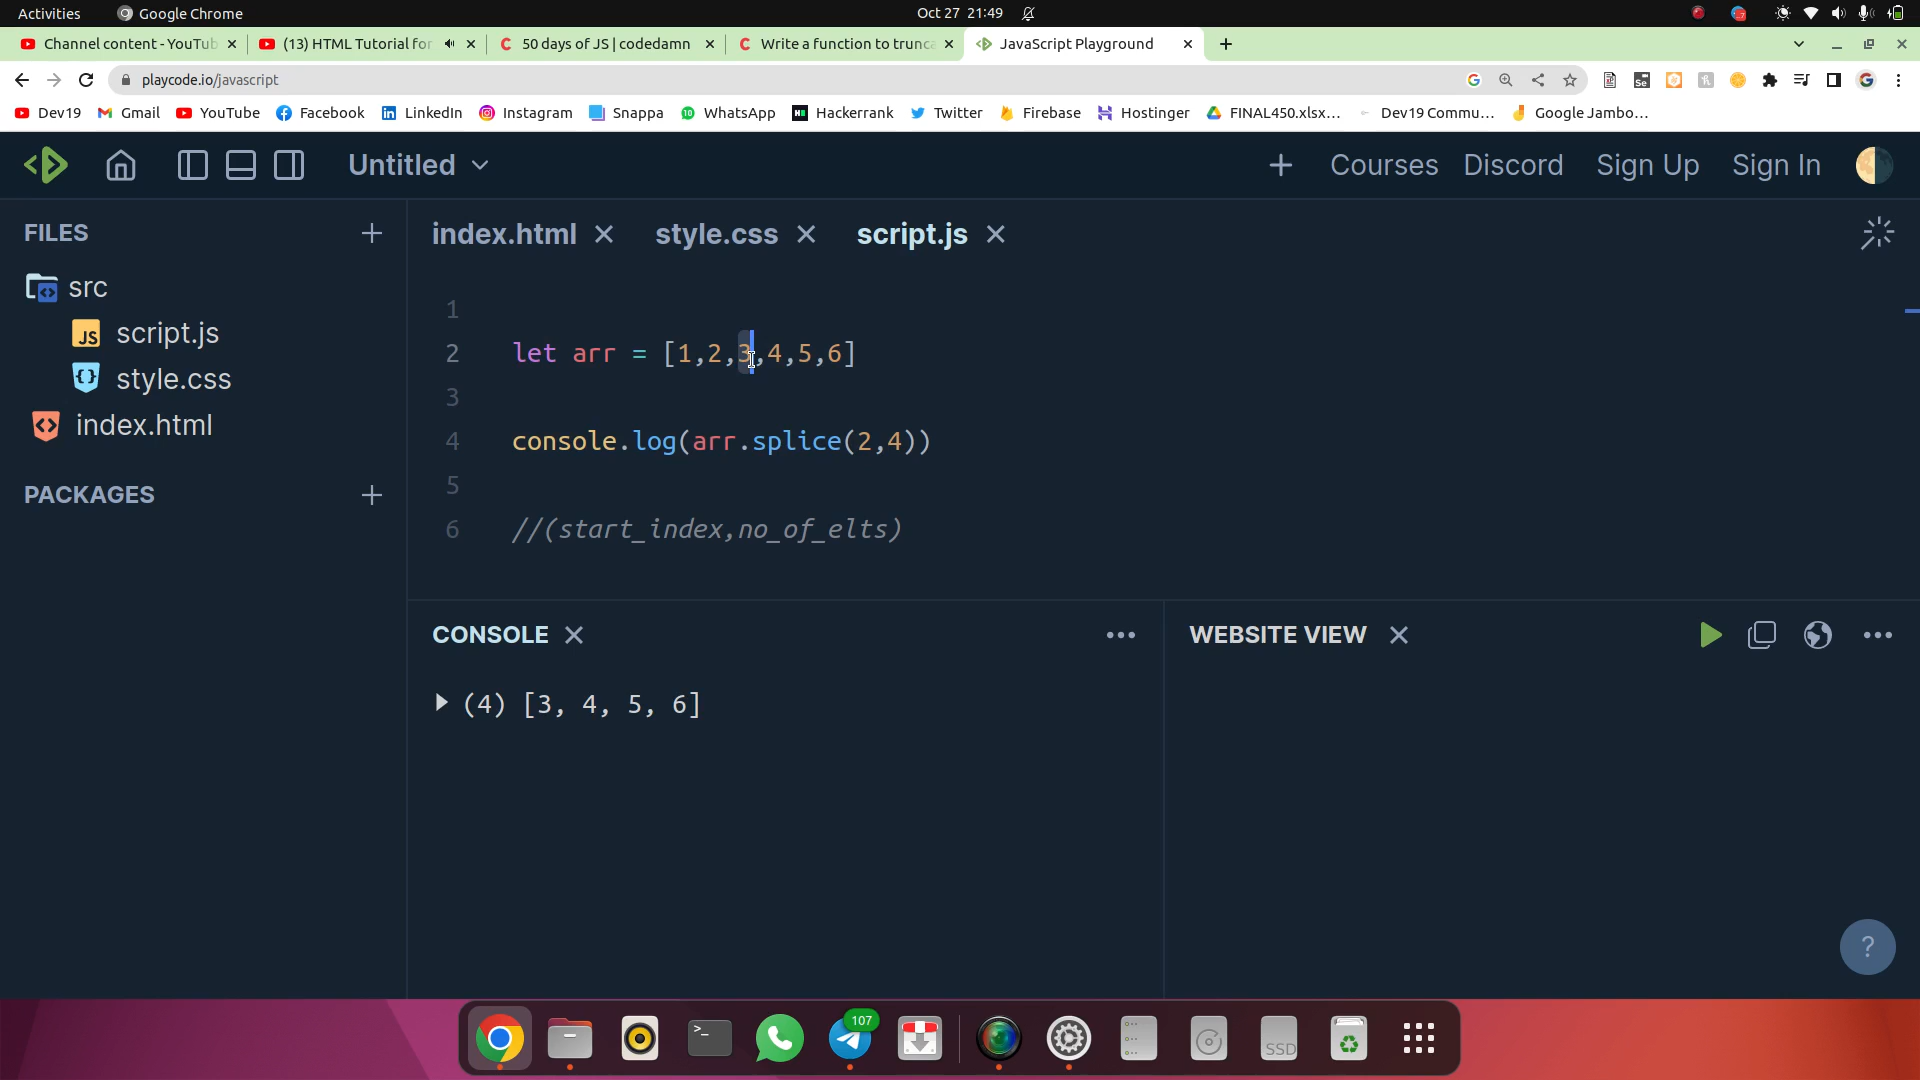 Activities Google Chrome Oct 27 21:49
Channel content - YouTub (13) HTML Tutorial for 50 days of JS | codedamn Write a function to trunca JavaScript Playground
playcode.io/javascript
Dev19 Gmail YouTube Facebook LinkedIn Instagram Snappa WhatsApp Hackerrank Twitter Firebase Hostinger FINAL450.xlsx... Dev19 Commu... Google Jambo...
Untitled Courses Discord Sign Up Sign In
FILES
src
script.js
style.css
index.html
PACKAGES
index.html style.css script.js
1
2 let arr = [1,2,3,4,5,6]
3
4 console.log(arr.splice(2,4))
5
6 //(start_index,no_of_elts)
CONSOLE
(4) [3, 4, 5, 6]
WEBSITE VIEW
?
107
SSD